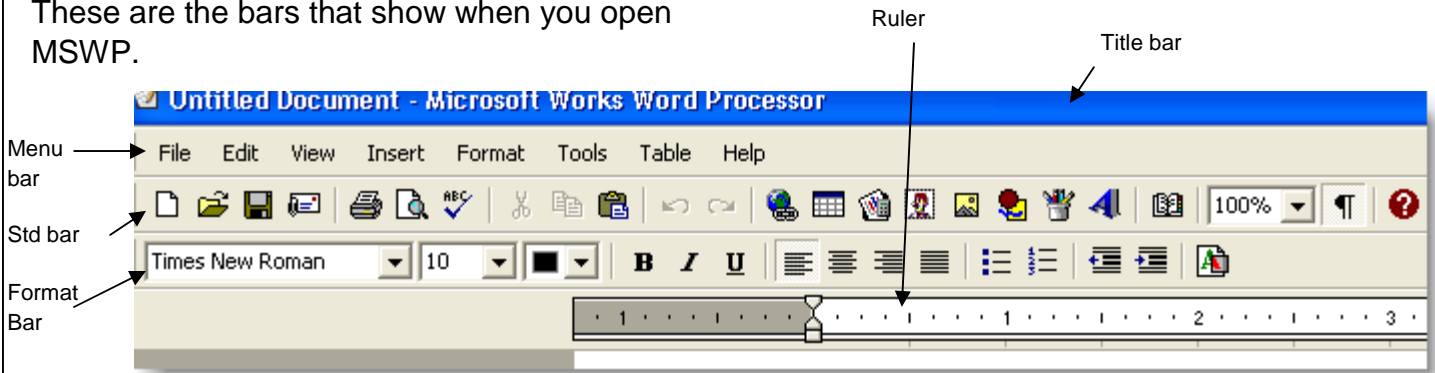 These are the bars that show when you open
MSWP.
Ruler
Title bar
Untitled Document - Microsoft Works Word Processor
Menu
bar
File Edit View Insert Format Tools Table Help
ABC
100%
¶
?
Std bar
Times New Roman 10 B I U
Format
Bar
1 1 2 3